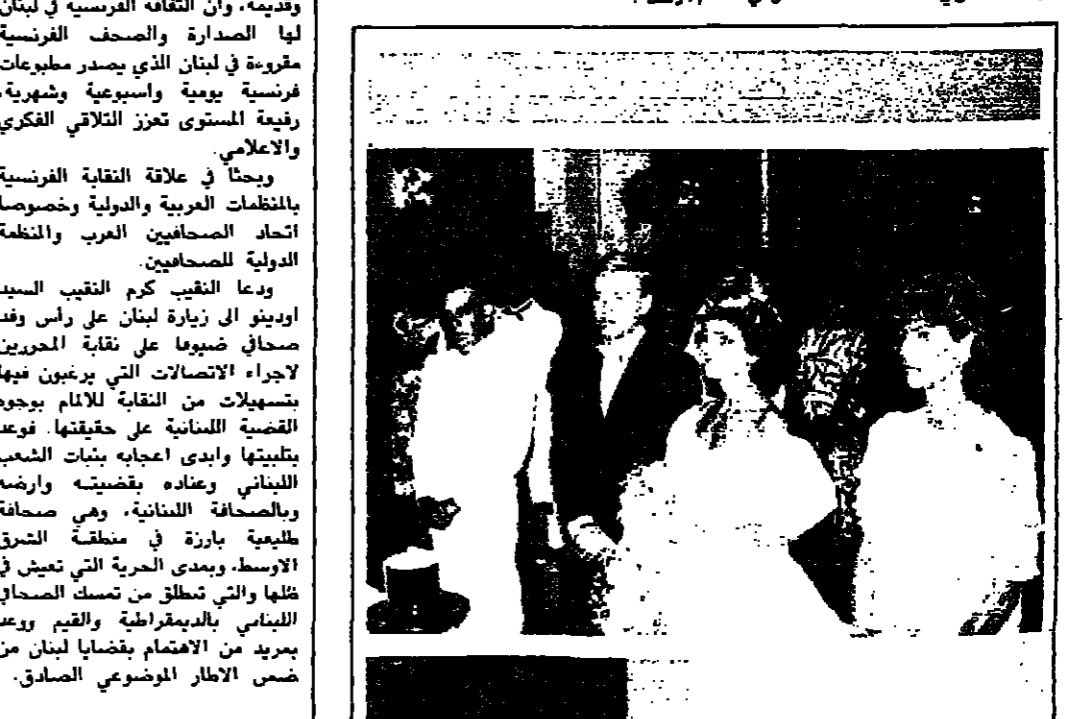 وقديمة، وان الثقافة الفرنسية في لبنان
لها الصدارة والصحف الفرنسية
مقروءة في لبنان الذي يصدر مطبوعات
فرنسية يومية واسبوعية وشهرية،
رفيعة المستوى تعزز التلاقي الفكري
والاعلامي.
وبحثا في علاقة النقابة الفرنسية
بالمنظمات العربية والدولية وخصوصا
اتحاد الصحافيين العرب والمنظمة
الدولية للصحافيين.
ودعا النقيب كرم النقيب السيد
اودينو الى زيارة لبنان على رأس وفد
صحافي ضيوفا على نقابة المحررين
لاجراء الاتصالات التي يرغبون فيها
بتسهيلات من النقابة للالمام بوجوه
القضية اللبنانية على حقيقتها. فوعد
بتلبيتها وابدى اعجابه بثبات الشعب
اللبناني وعناده بقضيته وارضه
وبالصحافة اللبنانية، وهي صحافة
طليعية بارزة في منطقة الشرق
الاوسط، وبمدى الحرية التي تعيش في
ظلها والتي تنطلق من تمسك الصحافي
اللبناني بالديمقراطية والقيم ووعد
بمزيد من الاهتمام بقضايا لبنان من
ضمن الاطار الموضوعي الصادق.